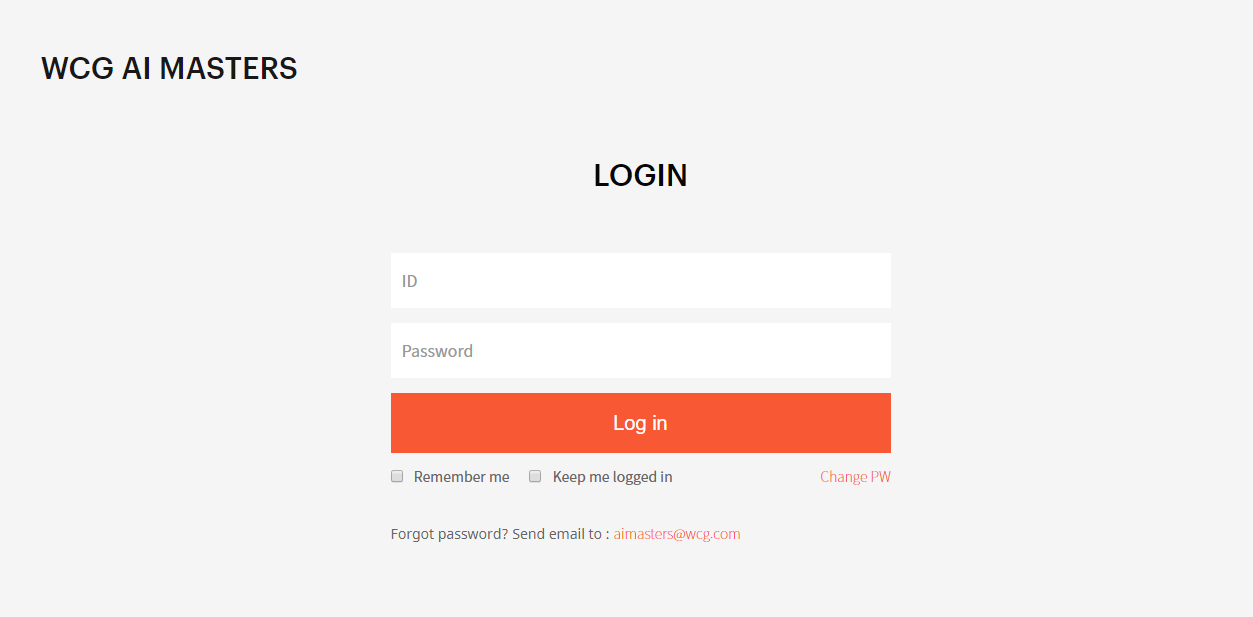 WCG AI MASTERS
LOGIN
ID
Password
Log in
Remember me Keep me logged in Change PW
Forgot password? Send email to : aimasters@wcg.com